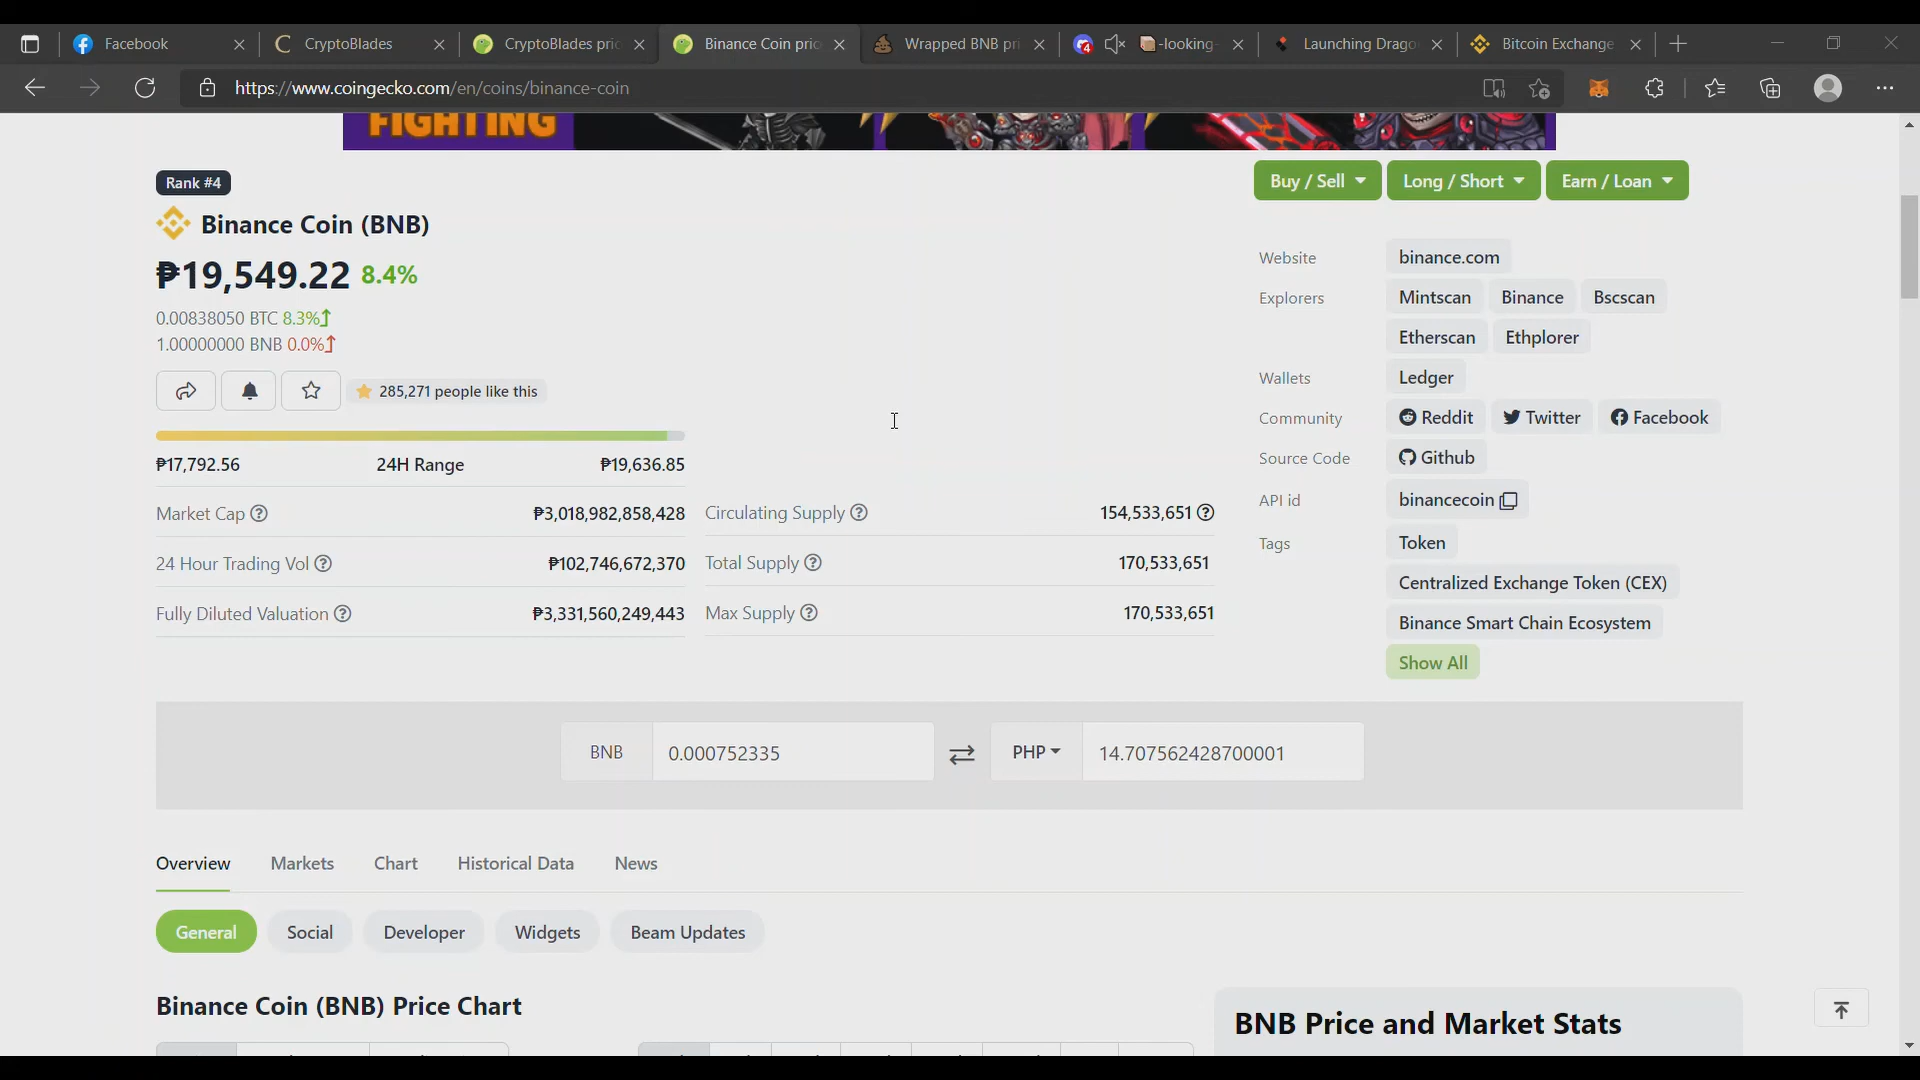 Facebook
CryptoBlades
CryptoBlades pric
Binance Coin pric
Wrapped BNB pri
4
-looking-
Launching Drago
Bitcoin Exchange
https://www.coingecko.com/en/coins/binance-coin
FIGHTING
Rank #4
Buy / Sell
Long / Short
Earn / Loan
Binance Coin (BNB)
₱19,549.22 8.4%
0.00838050 BTC 8.3%
1.00000000 BNB 0.0%
285,271 people like this
₱17,792.56 24H Range ₱19,636.85
Market Cap ₱3,018,982,858,428
24 Hour Trading Vol ₱102,746,672,370
Fully Diluted Valuation ₱3,331,560,249,443
Circulating Supply 154,533,651
Total Supply 170,533,651
Max Supply 170,533,651
Website binance.com
Explorers Mintscan Binance Bscscan
Etherscan Ethplorer
Wallets Ledger
Community Reddit Twitter Facebook
Source Code Github
API id binancecoin
Tags Token
Centralized Exchange Token (CEX)
Binance Smart Chain Ecosystem
Show All
BNB 0.000752335 PHP 14.707562428700001
Overview Markets Chart Historical Data News
General Social Developer Widgets Beam Updates
Binance Coin (BNB) Price Chart
BNB Price and Market Stats